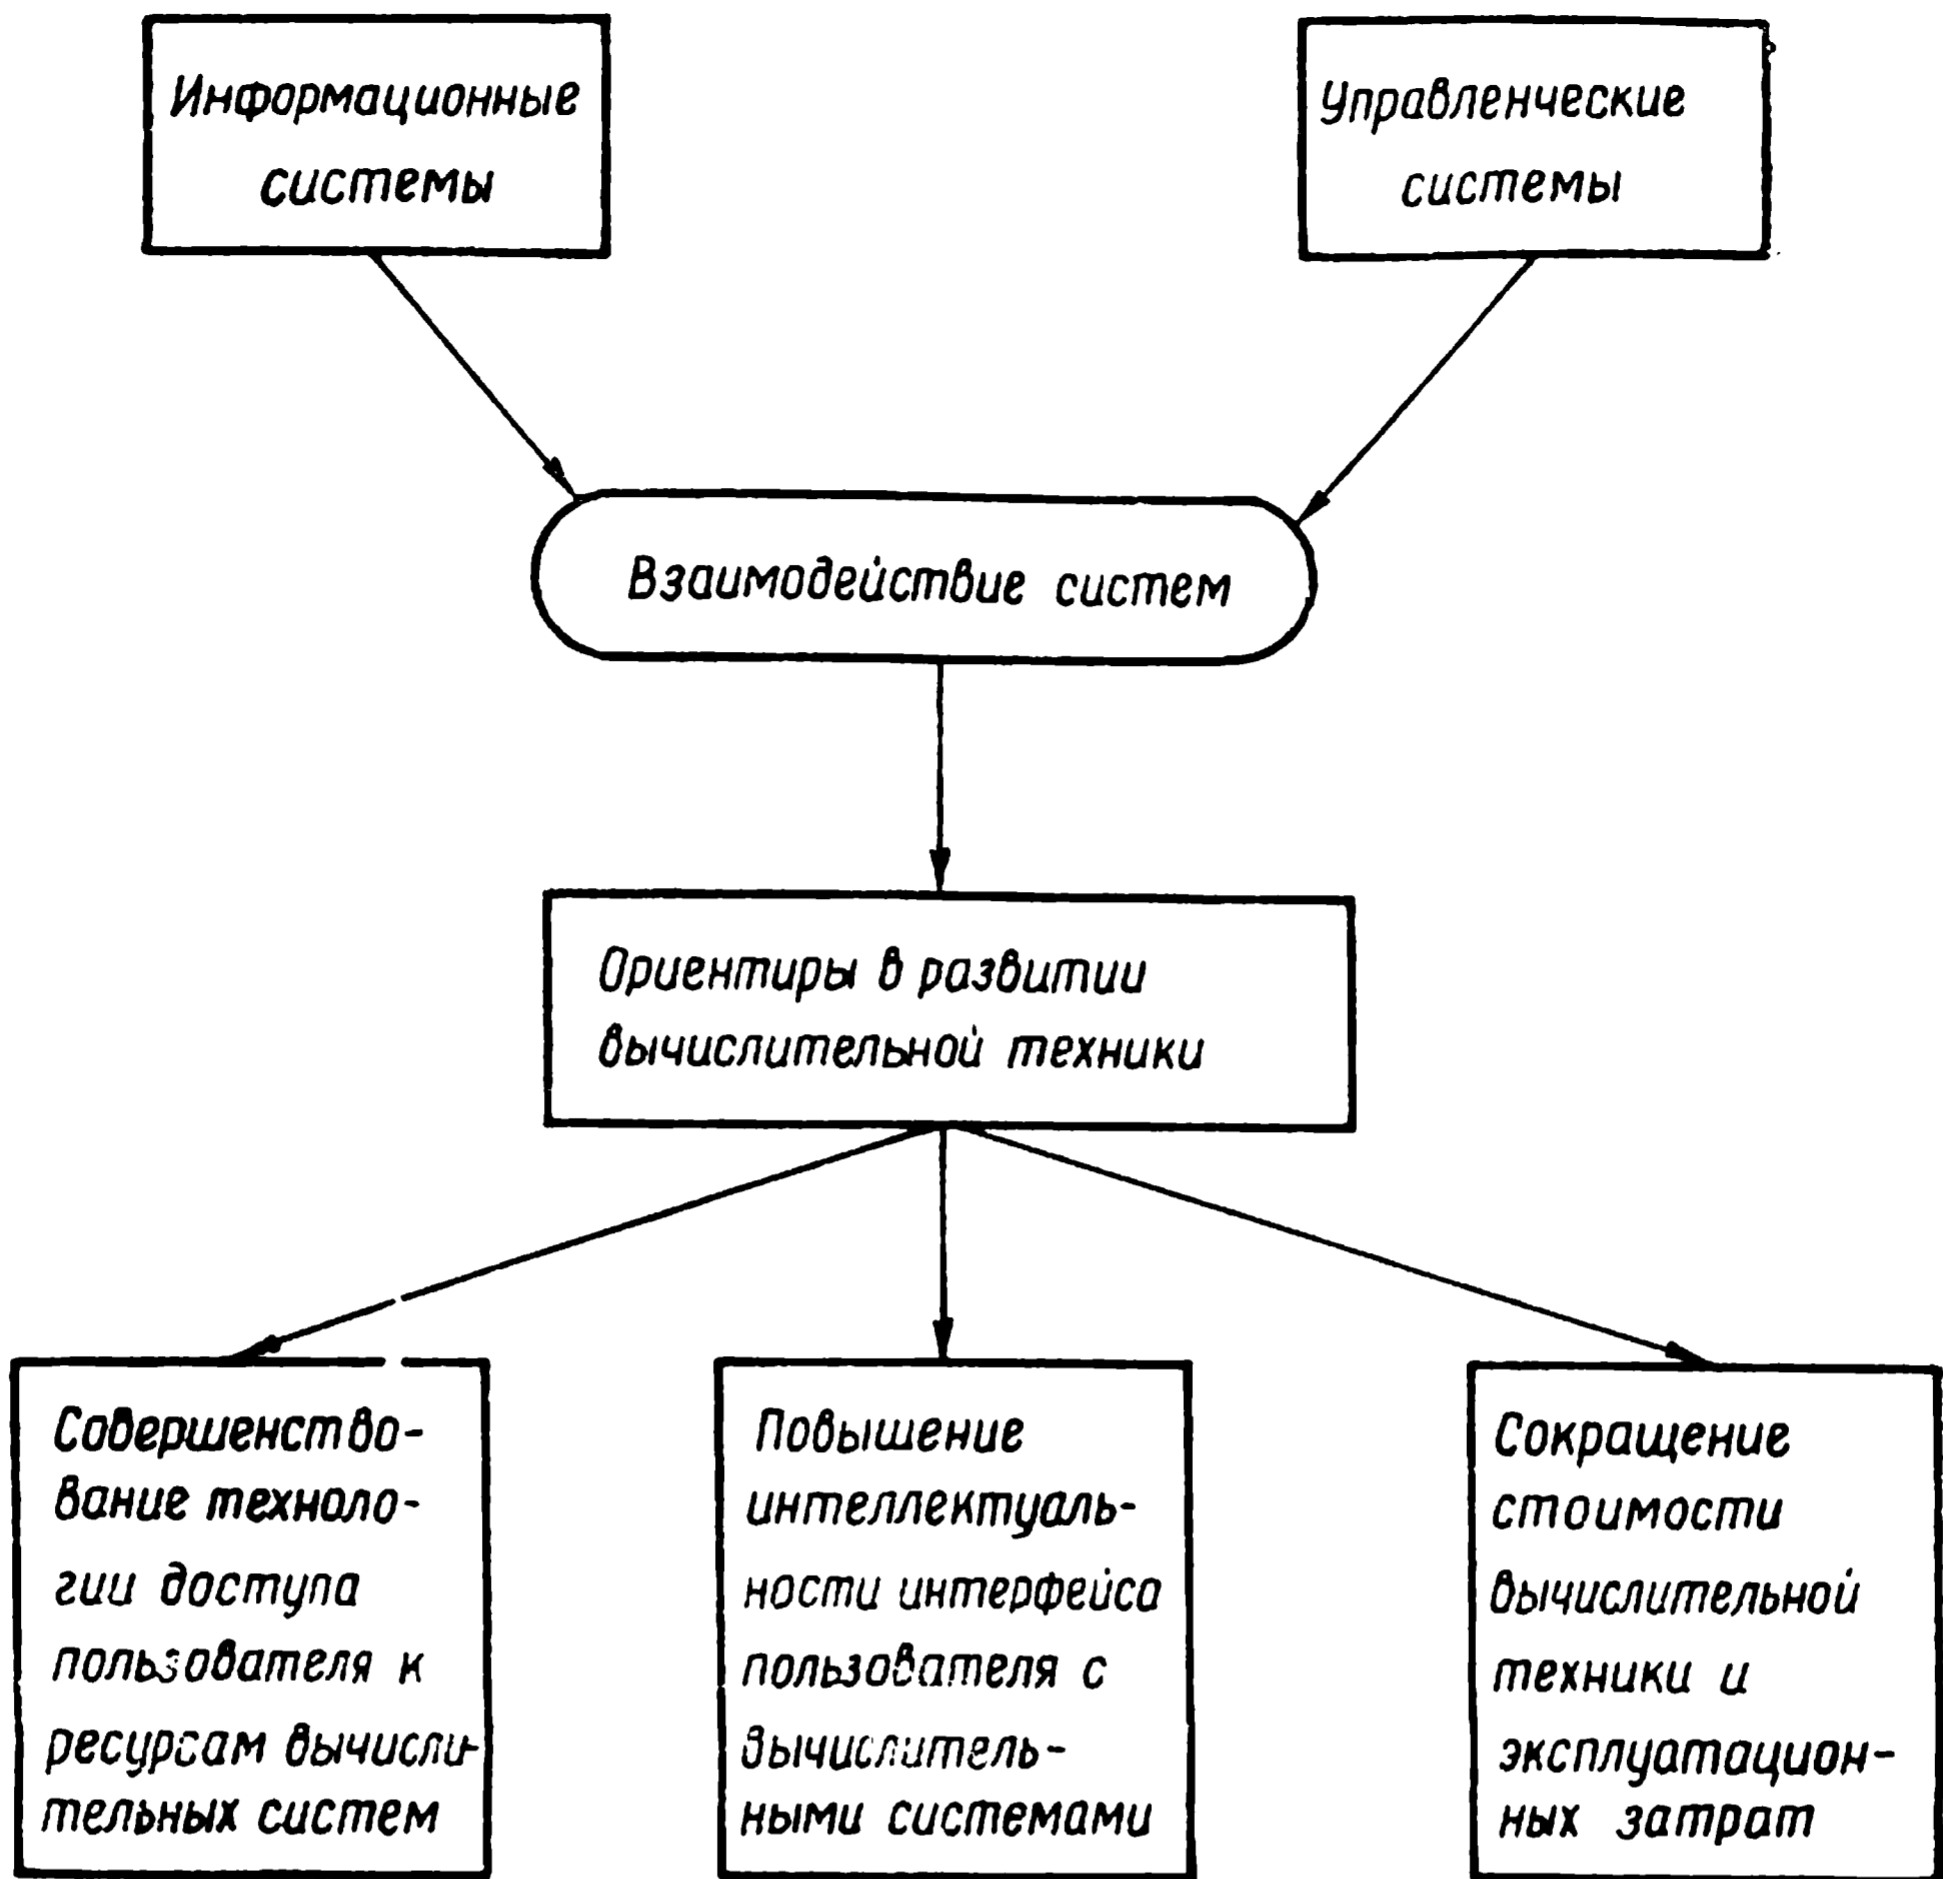 Информационные
системы
Управленческие
системы
Взаимодействие систем
Ориентиры в развитии
вычислительной техники
Совершенство-
вание техноло-
гии доступа
пользователя к
ресурсам вычисли-
тельных систем
Повышение
интеллектуаль-
ности интерфейса
пользователя с
вычислитель-
ными системами
Сокращение
стоимости
вычислительной
техники и
эксплуатацион-
ных затрат